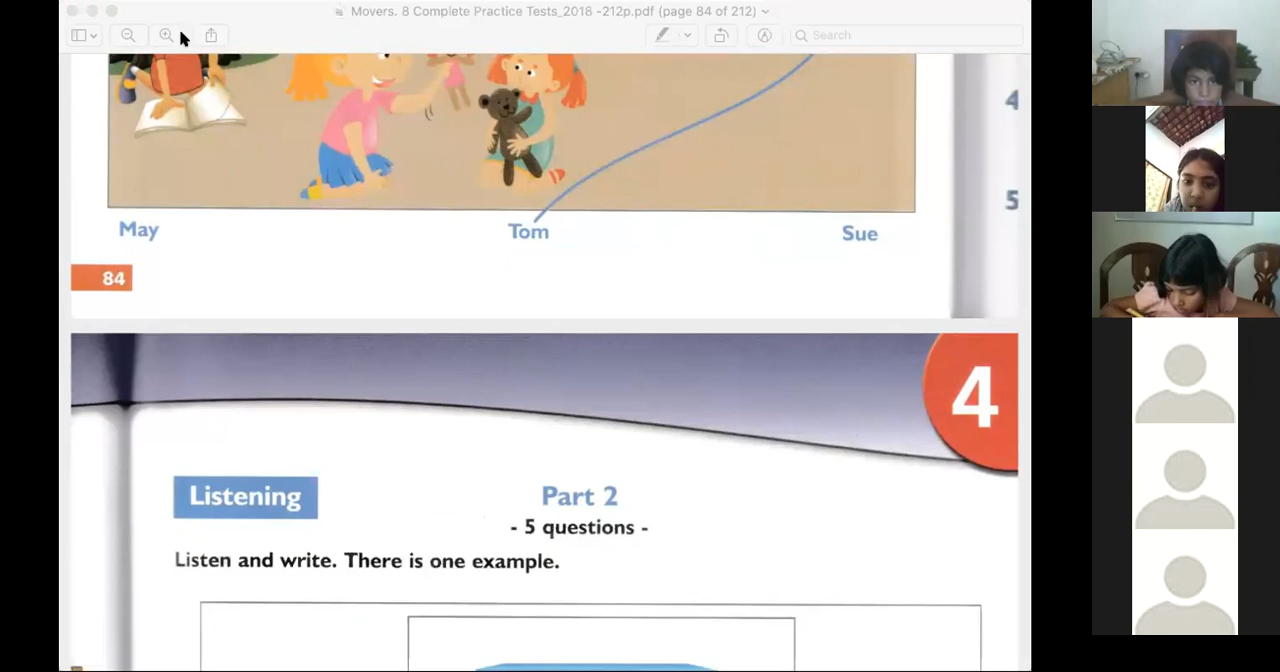 Movers. 8 Complete Practice Tests_2018 -212p.pdf (page 84 of 212)
Search
4
5
May Tom Sue
84
4
Listening
Part 2
- 5 questions -
Listen and write. There is one example.